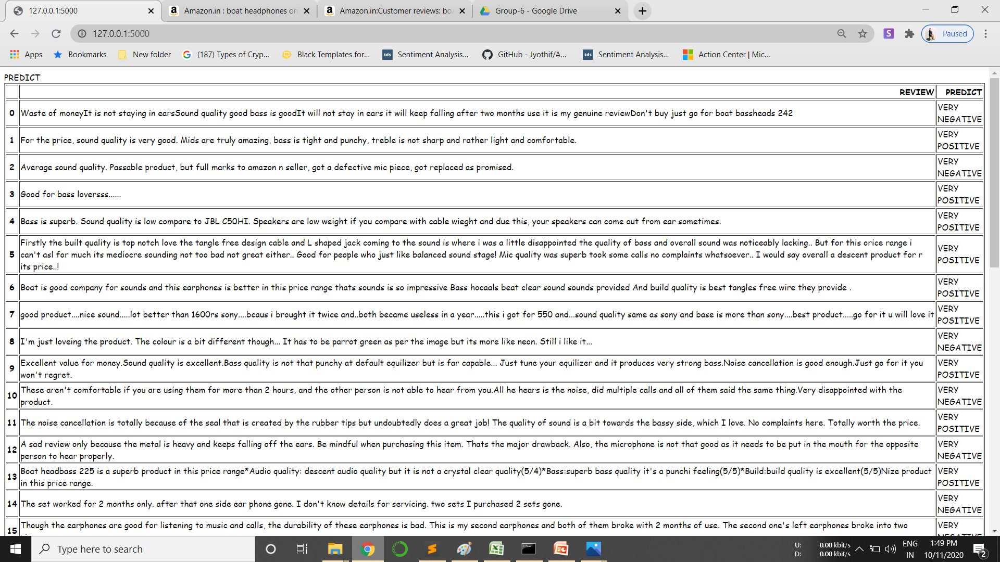 127.0.0.1:5000
Amazon.in : boat headphones ori
Amazon.in:Customer reviews: boA
Group-6 - Google Drive
127.0.0.1:5000
S
Paused
Apps
Bookmarks
New folder
G (187) Types of Cryp...
Black Templates for...
tds Sentiment Analysis...
GitHub - Jyothif/A...
tds Sentiment Analysis...
Action Center | Mic...
PREDICT
REVIEW PREDICT
0 Waste of moneyIt is not staying in earsSound quality good bass is goodIt will not stay in ears it will keep falling after two months use it is my genuine reviewDon't buy just go for boat bassheads 242
VERY
NEGATIVE
1 For the price, sound quality is very good. Mids are truly amazing, bass is tight and punchy, treble is not sharp and rather light and comfortable.
VERY
POSITIVE
2 Average sound quality. Passable product, but full marks to amazon n seller, got a defective mic piece, got replaced as promised.
VERY
NEGATIVE
3 Good for bass loversss......
VERY
POSITIVE
4 Bass is superb. Sound quality is low compare to JBL C50HI. Speakers are low weight if you compare with cable wieght and due this, your speakers can come out from ear sometimes.
VERY
POSITIVE
5 Firstly the built quality is top notch love the tangle free design cable and L shaped jack coming to the sound is where i was a little disappointed the quality of bass and overall sound was noticeably lacking.. But for this orice range i
can't asl for much its mediocre sounding not too bad not great either.. Good for people who just like balanced sound stage! Mic quality was superb took some calls no complaints whatsoever.. I would say overall a descent product for r
its price..!
VERY
POSITIVE
6 Boat is good company for sounds and this earphones is better in this price range thats sounds is so impressive Bass hocaals beat clear sound sounds provided And build quality is best tangles free wire they provide .
VERY
POSITIVE
7 good product....nice sound.....lot better than 1600rs sony....bcaus i brought it twice and..both became useless in a year.....this i got for 550 and...sound quality same as sony and base is more than sony....best product.....go for it u will love it
VERY
POSITIVE
8 I'm just loveing the product. The colour is a bit different though... It has to be parrot green as per the image but its more like neon. Still i like it...
VERY
NEGATIVE
9 Excellent value for money.Sound quality is excellent.Bass quality is not that punchy at default equilizer but is far capable... Just tune your equilizer and it produces very strong bass.Noise cancellation is good enough.Just go for it you
won't regret.
VERY
POSITIVE
10 These aren't comfortable if you are using them for more than 2 hours, and the other person is not able to hear from you.All he hears is the noise, did multiple calls and all of them said the same thing.Very disappointed with the
product.
VERY
NEGATIVE
11 The noise cancellation is totally because of the seal that is created by the rubber tips but undoubtedly does a great job! The quality of sound is a bit towards the bassy side, which I love. No complaints here. Totally worth the price.
VERY
POSITIVE
12 A sad review only because the metal is heavy and keeps falling off the ears. Be mindful when purchasing this item. Thats the major drawback. Also, the microphone is not that good as it needs to be put in the mouth for the opposite
person to hear properly.
VERY
NEGATIVE
13 Boat headbass 225 is a superb product in this price range*Audio quality: descent audio quality but it is not a crystal clear quality(5/4)*Bass:superb bass quality it's a punchi feeling(5/5)*Build:build quality is excellent(5/5)Nize product
in this price range.
VERY
POSITIVE
14 The set worked for 2 months only. after that one side ear phone gone. I don't know details for servicing. two sets I purchased 2 sets gone.
VERY
NEGATIVE
15 Though the earphones are good for listening to music and calls, the durability of these earphones is bad. This is my second earphones and both of them broke with 2 months of use. The second one's left earphones broke into two
VERY
NEGATIVE
Type here to search
U: 0.00 kbit/s
D: 0.00 kbit/s
ENG
IN
1:49 PM
10/11/2020
2